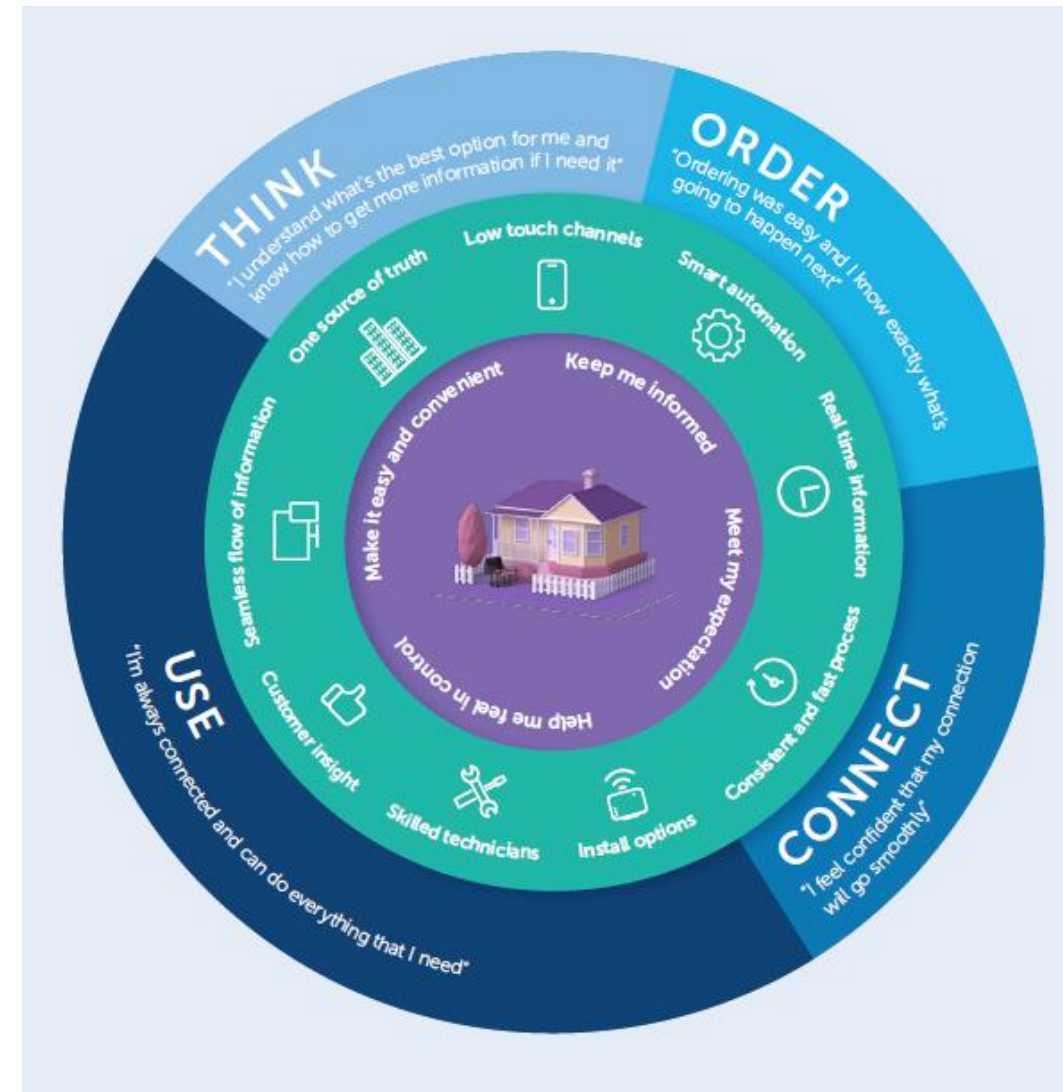 THINK
"I understand what's the best option for me and
know how to get more information if I need it"
ORDER
"Ordering was easy and I know exactly what's
going to happen next"
CONNECT
"I feel confident that my connection
will go smoothly"
USE
"I'm always connected and can do everything that I need"
Low touch channels
Smart automation
Real time information
Consistent and fast process
Install options
Skilled technicians
Customer insight
Seamless flow of information
One source of truth
Keep me informed
Meet my expectation
Help me feel in control
Make it easy and convenient